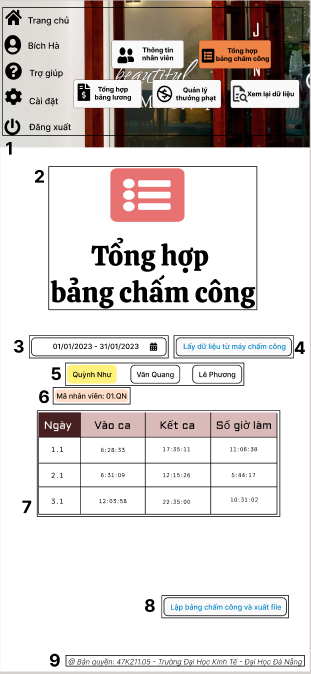 Trang chủ
Bích Hà
Trợ giúp
Cài đặt
Đăng xuất
1
Thông tin
nhân viên
Tổng hợp
bảng chấm công
beautiful
Tổng hợp
bảng lương
Quản lý
thưởng phạt
Xem lại dữ liệu
2
Tổng hợp
bảng chấm công
3
01/01/2023 - 31/01/2023
Lấy dữ liệu từ máy chấm công
4
5
Quỳnh Như
Văn Quang
Lê Phượng
6
Mã nhân viên: 01.QN
Ngày Vào ca Kết ca Số giờ làm
1.1 6:28:33 17:35:11 11:06:38
2.1 6:31:09 12:15:26 5:44:17
3.1 12:03:58 22:35:00 10:31:02
7
8
Lập bảng chấm công và xuất file
9
@ Bản quyền: 47K211.05 - Trường Đại Học Kinh Tế - Đại Học Đà Nẵng